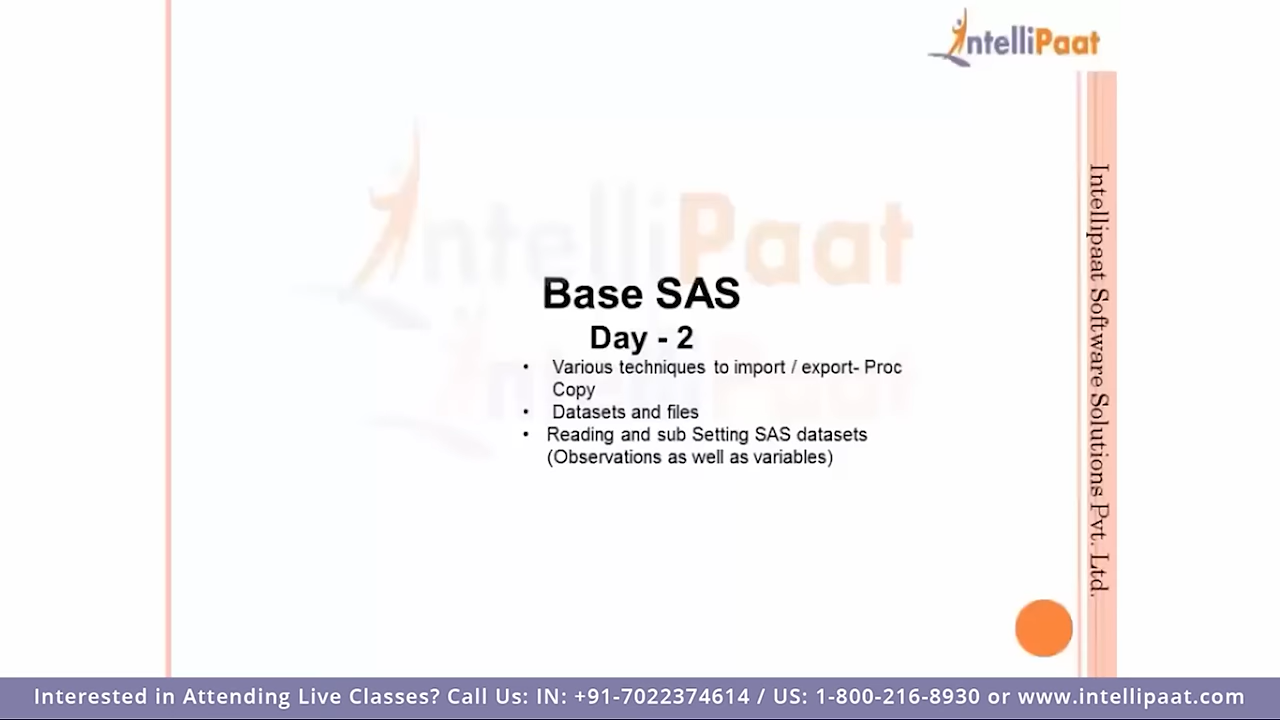 IntelliPaat
IntelliPaat
Base SAS
Day - 2
• Various techniques to import / export- Proc
Copy
• Datasets and files
• Reading and sub Setting SAS datasets
(Observations as well as variables)
Intellipaat Software Solutions Pvt. Ltd.
Interested in Attending Live Classes? Call Us: IN: +91-7022374614 / US: 1-800-216-8930 or www.intellipaat.com